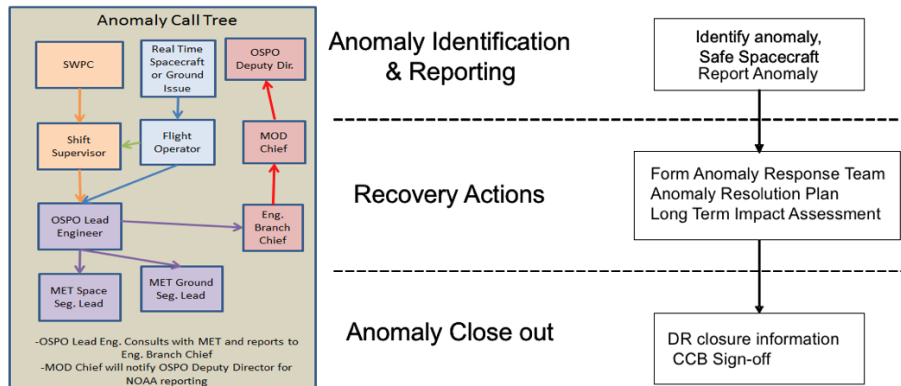 Anomaly Call Tree
SWPC
Real Time
Spacecraft
or Ground
Issue
OSPO
Deputy Dir.
Shift
Supervisor
Flight
Operator
MOD
Chief
OSPO Lead
Engineer
Eng.
Branch
Chief
MET Space
Seg. Lead
MET Ground
Seg. Lead
-OSPO Lead Eng. Consults with MET and reports to
Eng. Branch Chief
-MOD Chief will notify OSPO Deputy Director for
NOAA reporting
Anomaly Identification
& Reporting
Identify anomaly,
Safe Spacecraft
Report Anomaly
Recovery Actions
Form Anomaly Response Team
Anomaly Resolution Plan
Long Term Impact Assessment
Anomaly Close out
DR closure information
CCB Sign-off